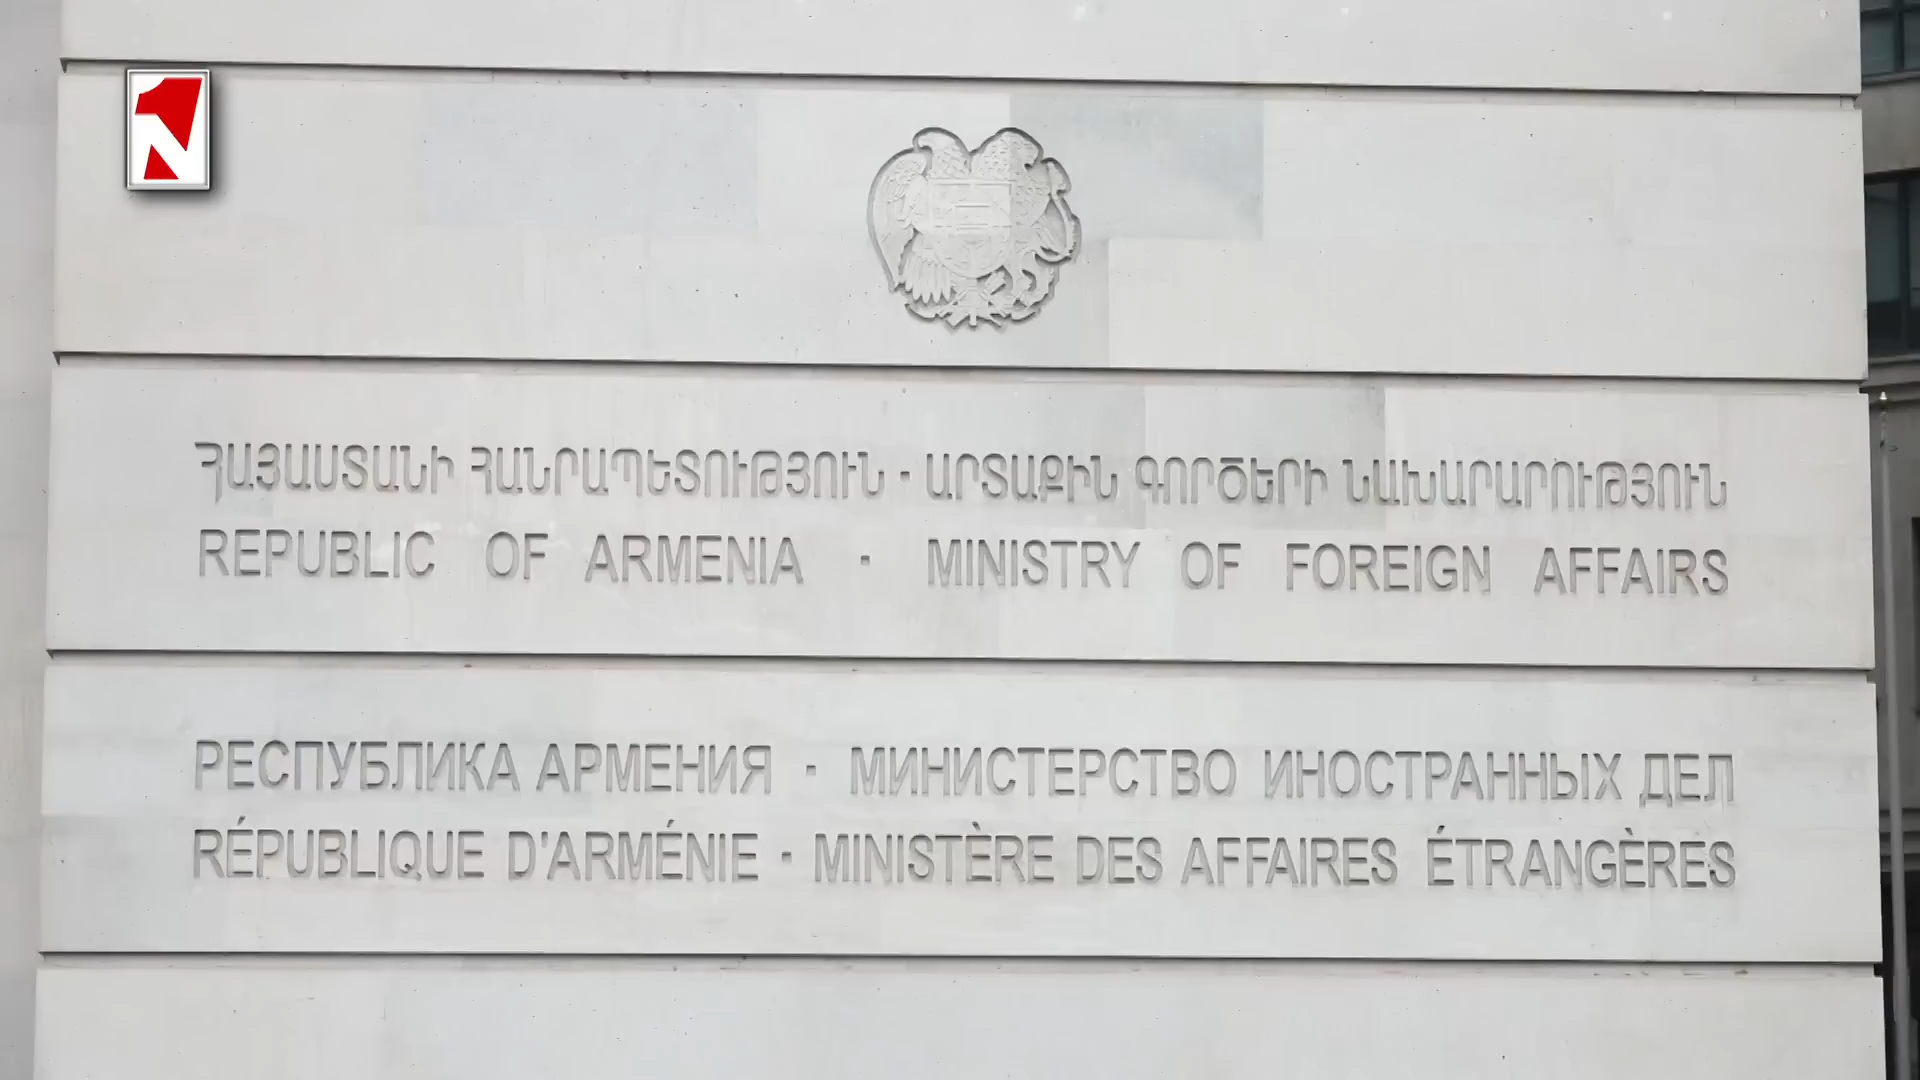 1N
ՀԱՅԱՍՏԱՆԻ ՀԱՆՐԱՊԵՏՈՒԹՅՈՒՆ · ԱՐՏԱՔԻՆ ԳՈՐԾԵՐԻ ՆԱԽԱՐԱՐՈՒԹՅՈՒՆ
REPUBLIC OF ARMENIA · MINISTRY OF FOREIGN AFFAIRS
РЕСПУБЛИКА АРМЕНИЯ · МИНИСТЕРСТВО ИНОСТРАННЫХ ДЕЛ
RÉPUBLIQUE D'ARMÉNIE · MINISTÈRE DES AFFAIRES ÉTRANGÈRES